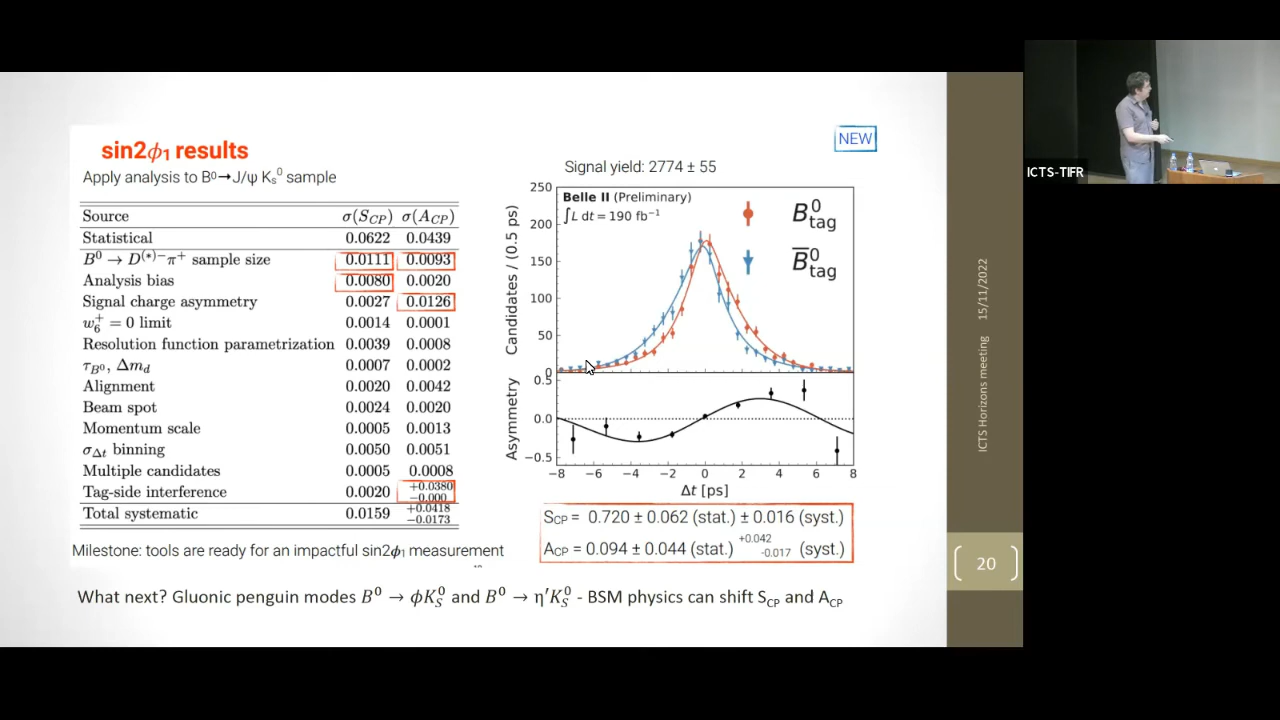 NEW
sin2ϕ₁ results
Apply analysis to B⁰→J/ψ Kₛ⁰ sample
Source σ(S_CP) σ(A_CP)
Statistical 0.0622 0.0439
B⁰ → D⁽*⁾⁻π⁺ sample size 0.0111 0.0093
Analysis bias 0.0080 0.0020
Signal charge asymmetry 0.0027 0.0126
w₆⁺ = 0 limit 0.0014 0.0001
Resolution function parametrization 0.0039 0.0008
τ_B⁰, Δm_d 0.0007 0.0002
Alignment 0.0020 0.0042
Beam spot 0.0024 0.0020
Momentum scale 0.0005 0.0013
σ_Δt binning 0.0050 0.0051
Multiple candidates 0.0005 0.0008
Tag-side interference 0.0020 +0.0380 −0.000
Total systematic 0.0159 +0.0418 −0.0173
Milestone: tools are ready for an impactful sin2ϕ₁ measurement
Signal yield: 2774 ± 55
Belle II (Preliminary)
∫L dt = 190 fb⁻¹
B⁰tag
B̅⁰tag
Candidates / (0.5 ps)
250
200
150
100
50
0
Asymmetry
0.5
0.0
−0.5
−8 −6 −4 −2 0 2 4 6 8
Δt [ps]
S_CP = 0.720 ± 0.062 (stat.) ± 0.016 (syst.)
A_CP = 0.094 ± 0.044 (stat.) +0.042 -0.017 (syst.)
What next? Gluonic penguin modes B⁰ → ϕKₛ⁰ and B⁰ → η′Kₛ⁰ - BSM physics can shift S_CP and A_CP
ICTS Horizons meeting 15/11/2022
20
ICTS-TIFR